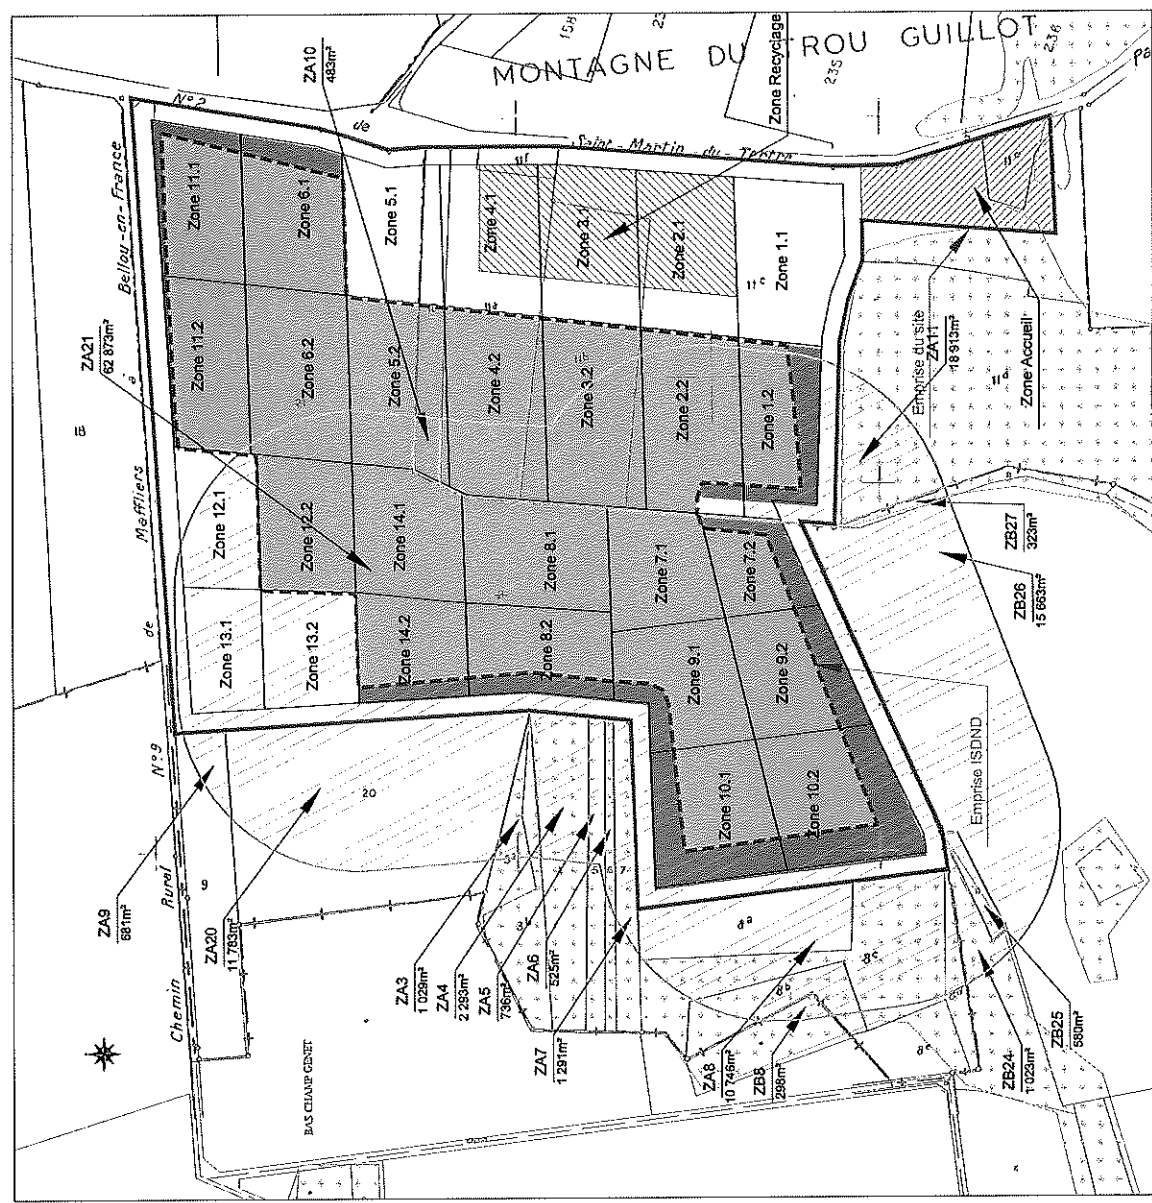 MONTAGNE DU TROU GUILLOT
158
235
236
Zone Recyclage
ZA10
483m²
N°2
de
Saint-Martin-du-Tertre
Belloy-en-France
à
Maffliers
de
N°9
Rural
Chemin
ZA21
62 873m²
Zone 11.1
Zone 6.1
Zone 5.1
Zone 4.1
Zone 3.1
Zone 2.1
Zone 1.1
Zone 11.2
Zone 6.2
Zone 5.2
Zone 4.2
Zone 3.2
Zone 2.2
Zone 1.2
Zone 12.1
Zone 12.2
Zone 14.1
Zone 8.1
Zone 7.1
Zone 7.2
Zone 13.1
Zone 13.2
Zone 14.2
Zone 8.2
Zone 9.1
Zone 9.2
Zone 10.1
Zone 10.2
Emprise du site
ZA11
18 913m²
Zone Accueil
ZB27
323m²
ZB26
15 663m²
Emprise ISDND
ZA9
681m²
ZA20
11 783m²
20
9
ZA3
1 029m²
ZA4
2 293m²
ZA5
736m²
ZA6
525m²
ZA7
1 291m²
5
6
7
ZA8
10 746m²
ZB8
298m²
ZB24
1 023m²
ZB25
580m²
BAS CHAMP GENET